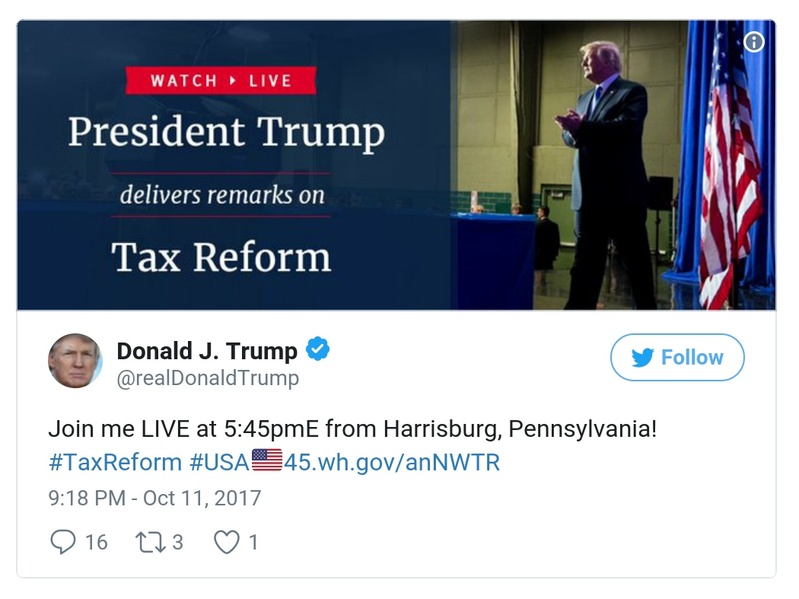 WATCH ▸ LIVE
President Trump
delivers remarks on
Tax Reform
Donald J. Trump
@realDonaldTrump
Follow
Join me LIVE at 5:45pmE from Harrisburg, Pennsylvania!
#TaxReform #USA🇺🇸45.wh.gov/anNWTR
9:18 PM - Oct 11, 2017
16 3 1